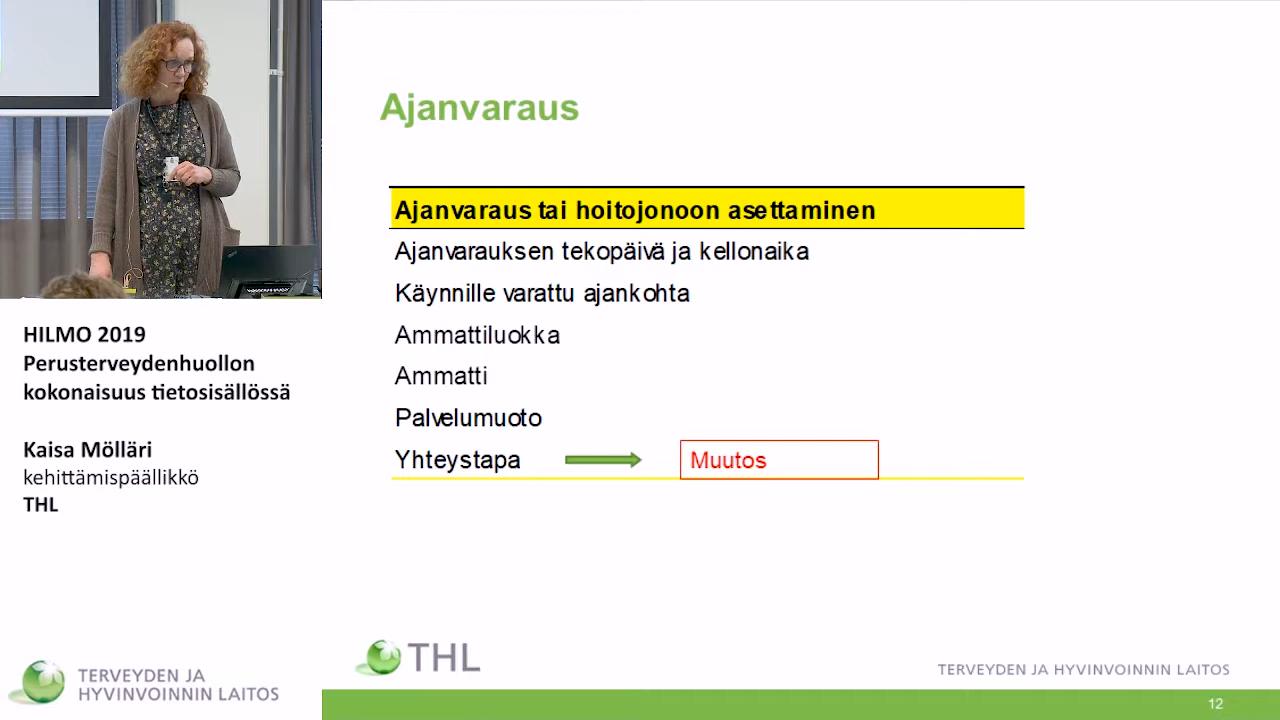 HILMO 2019
Perusterveydenhuollon
kokonaisuus tietosisällössä
Kaisa Mölläri
kehittämispäällikkö
THL
TERVEYDEN JA
HYVINVOINNIN LAITOS
Ajanvaraus
Ajanvaraus tai hoitojonoon asettaminen
Ajanvarauksen tekopäivä ja kellonaika
Käynnille varattu ajankohta
Ammattiluokka
Ammatti
Palvelumuoto
Yhteystapa Muutos
THL
TERVEYDEN JA HYVINVOINNIN LAITOS
12